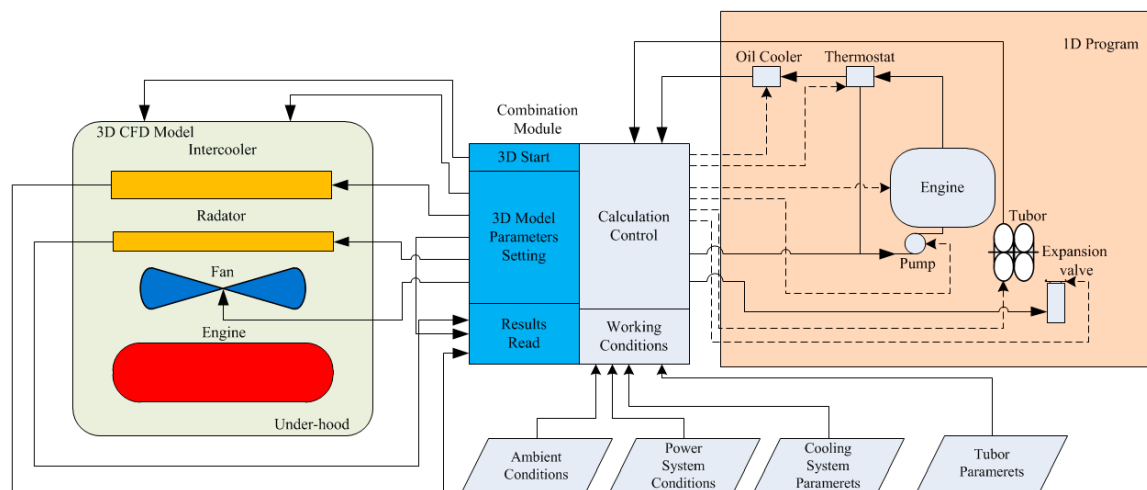 1D Program
Oil Cooler
Thermostat
Combination
Module
3D CFD Model
Intercooler
3D Start
Radator
3D Model
Parameters
Setting
Calculation
Control
Engine
Tubor
Pump
Expansion
valve
Fan
Engine
Results
Read
Working
Conditions
Under-hood
Ambient
Conditions
Power
System
Conditions
Cooling
System
Paramerets
Tubor
Paramerets